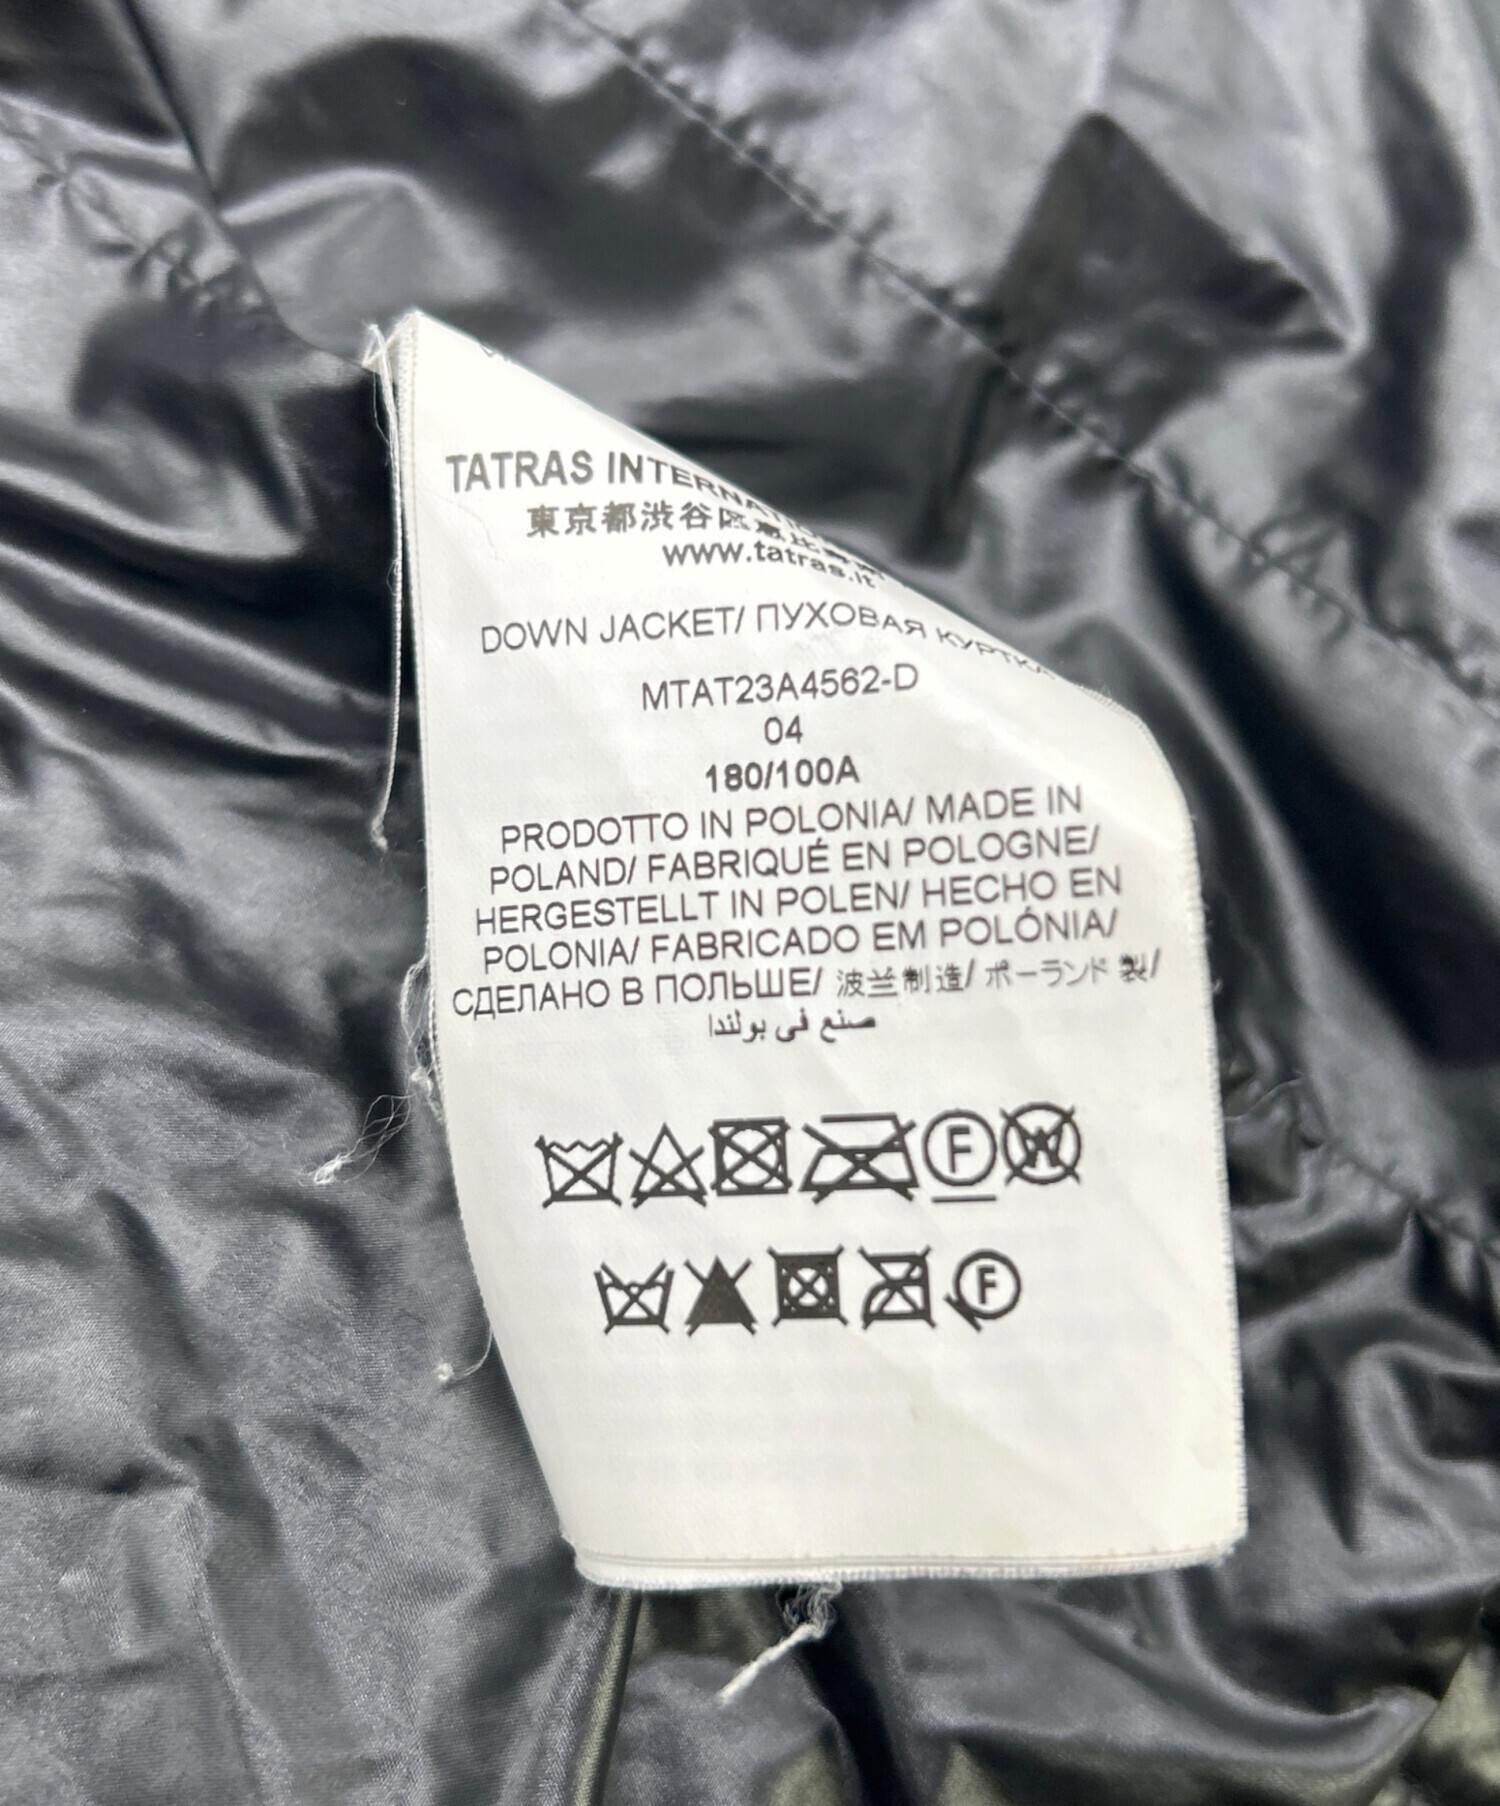 TATRAS
東京都渋谷区
www.tatras.it
DOWN JACKET/ ПУХОВАЯ КУРТКА
MTAT23A4562-D
04
180/100A
PRODOTTO IN POLONIA/ MADE IN
POLAND/ FABRIQUÉ EN POLOGNE/
HERGESTELLT IN POLEN/ HECHO EN
POLONIA/ FABRICADO EM POLÓNIA/
СДЕЛАНО В ПОЛЬШЕ/ 波兰制造/ ポーランド 製/
صنع في بولندا
F W
F